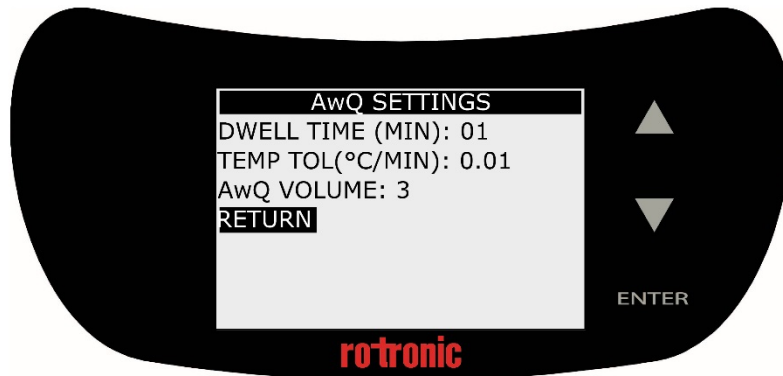 AwQ SETTINGS
DWELL TIME (MIN): 01
TEMP TOL(°C/MIN): 0.01
AwQ VOLUME: 3
RETURN
ENTER
rotronic